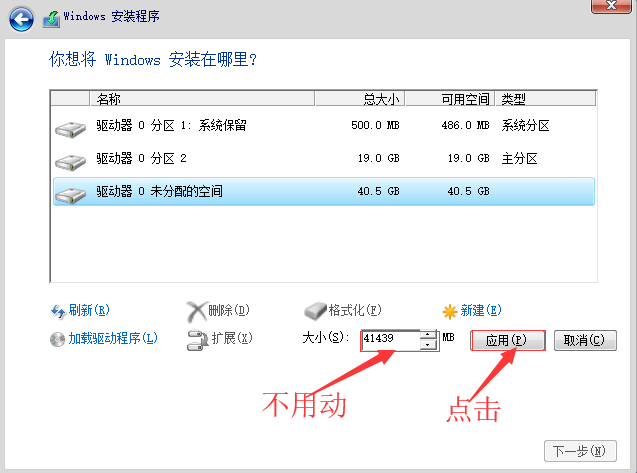 Windows 安装程序
你想将 Windows 安装在哪里?
名称 总大小 可用空间 类型
驱动器 0 分区 1: 系统保留 500.0 MB 486.0 MB 系统分区
驱动器 0 分区 2 19.0 GB 19.0 GB 主分区
驱动器 0 未分配的空间 40.5 GB 40.5 GB
刷新(R) 删除(D) 格式化(F) 新建(E)
加载驱动程序(L) 扩展(X) 大小(S): 41439 MB 应用(P) 取消(C)
不用动 点击
下一步(N)